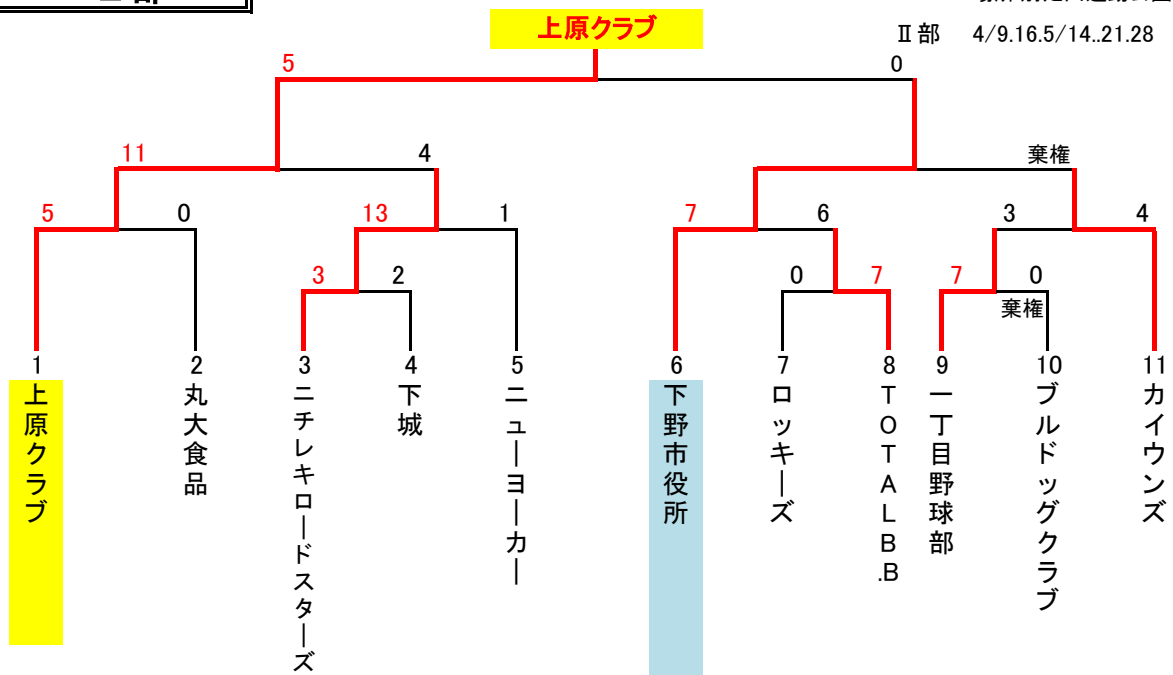 上原クラブ
Ⅱ部 4/9.16.5/14..21.28
5 0
11 4 棄権
5 0 13 1 7 6 3 4
3 2 0 7 7 0
棄権
1 2 3 4 5 6 7 8 9 10 11
上原クラブ
丸大食品
ニチレキロードスターズ
下城
ニューヨーカー
下野市役所
ロッキーズ
TOTALB.B
一丁目野球部
ブルドッグクラブ
カイウンズ